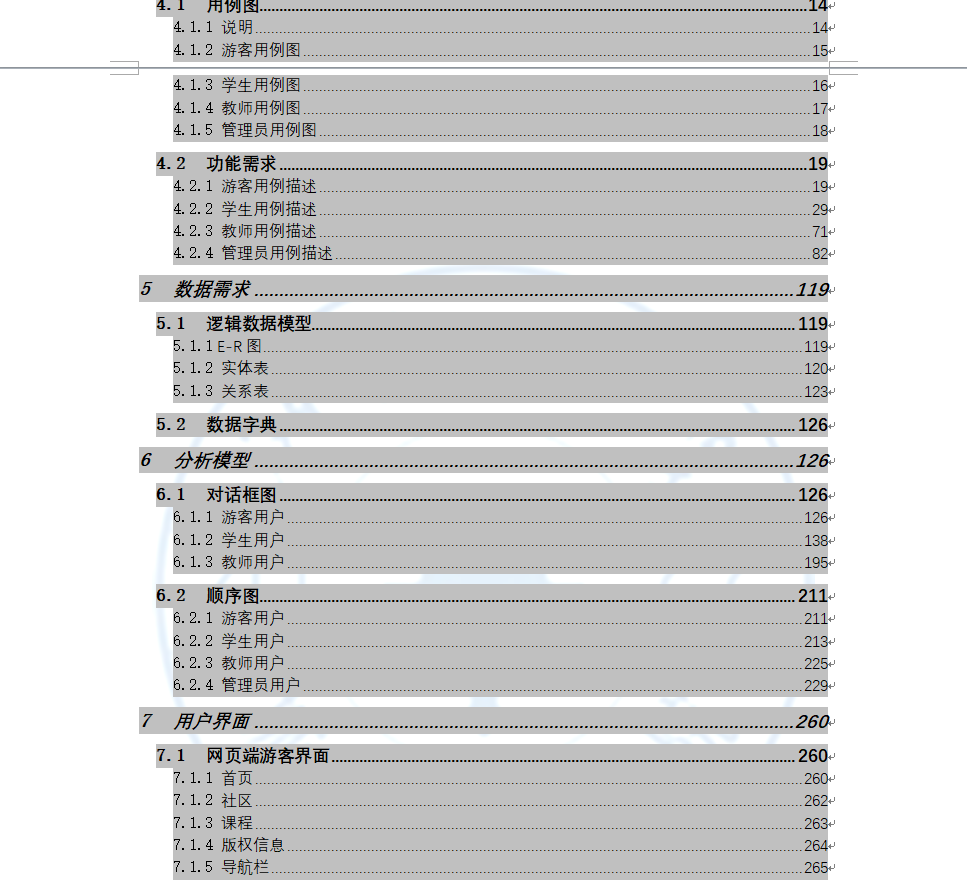 4.1 用例图 14
4.1.1 说明 14
4.1.2 游客用例图 15
4.1.3 学生用例图 16
4.1.4 教师用例图 17
4.1.5 管理员用例图 18
4.2 功能需求 19
4.2.1 游客用例描述 19
4.2.2 学生用例描述 29
4.2.3 教师用例描述 71
4.2.4 管理员用例描述 82
5 数据需求 119
5.1 逻辑数据模型 119
5.1.1 E-R 图 119
5.1.2 实体表 120
5.1.3 关系表 123
5.2 数据字典 126
6 分析模型 126
6.1 对话框图 126
6.1.1 游客用户 126
6.1.2 学生用户 138
6.1.3 教师用户 195
6.2 顺序图 211
6.2.1 游客用户 211
6.2.2 学生用户 213
6.2.3 教师用户 225
6.2.4 管理员用户 229
7 用户界面 260
7.1 网页端游客界面 260
7.1.1 首页 260
7.1.2 社区 262
7.1.3 课程 263
7.1.4 版权信息 264
7.1.5 导航栏 265